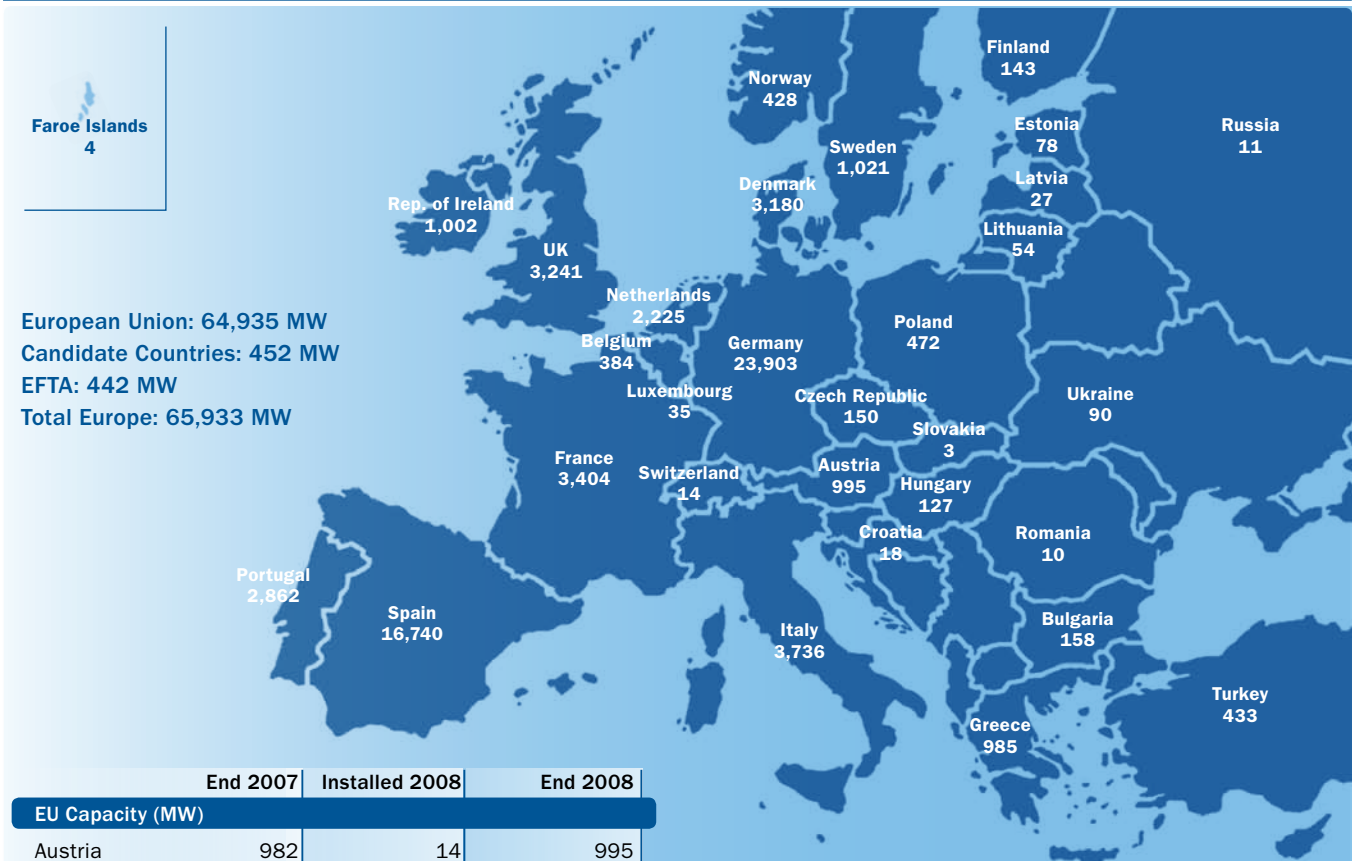 Finland
143
Norway
428
Faroe Islands
4
Estonia
78
Russia
11
Sweden
1,021
Latvia
27
Denmark
3,180
Rep. of Ireland
1,002
Lithuania
54
UK
3,241
Netherlands
2,225
European Union: 64,935 MW
Candidate Countries: 452 MW
EFTA: 442 MW
Total Europe: 65,933 MW
Poland
472
Belgium
384
Germany
23,903
Luxembourg
35
Czech Republic
150
Ukraine
90
Slovakia
3
France
3,404
Switzerland
14
Austria
995
Hungary
127
Croatia
18
Romania
10
Portugal
2,862
Spain
16,740
Bulgaria
158
Italy
3,736
Turkey
433
Greece
985
End 2007 Installed 2008 End 2008
EU Capacity (MW)
Austria 982 14 995